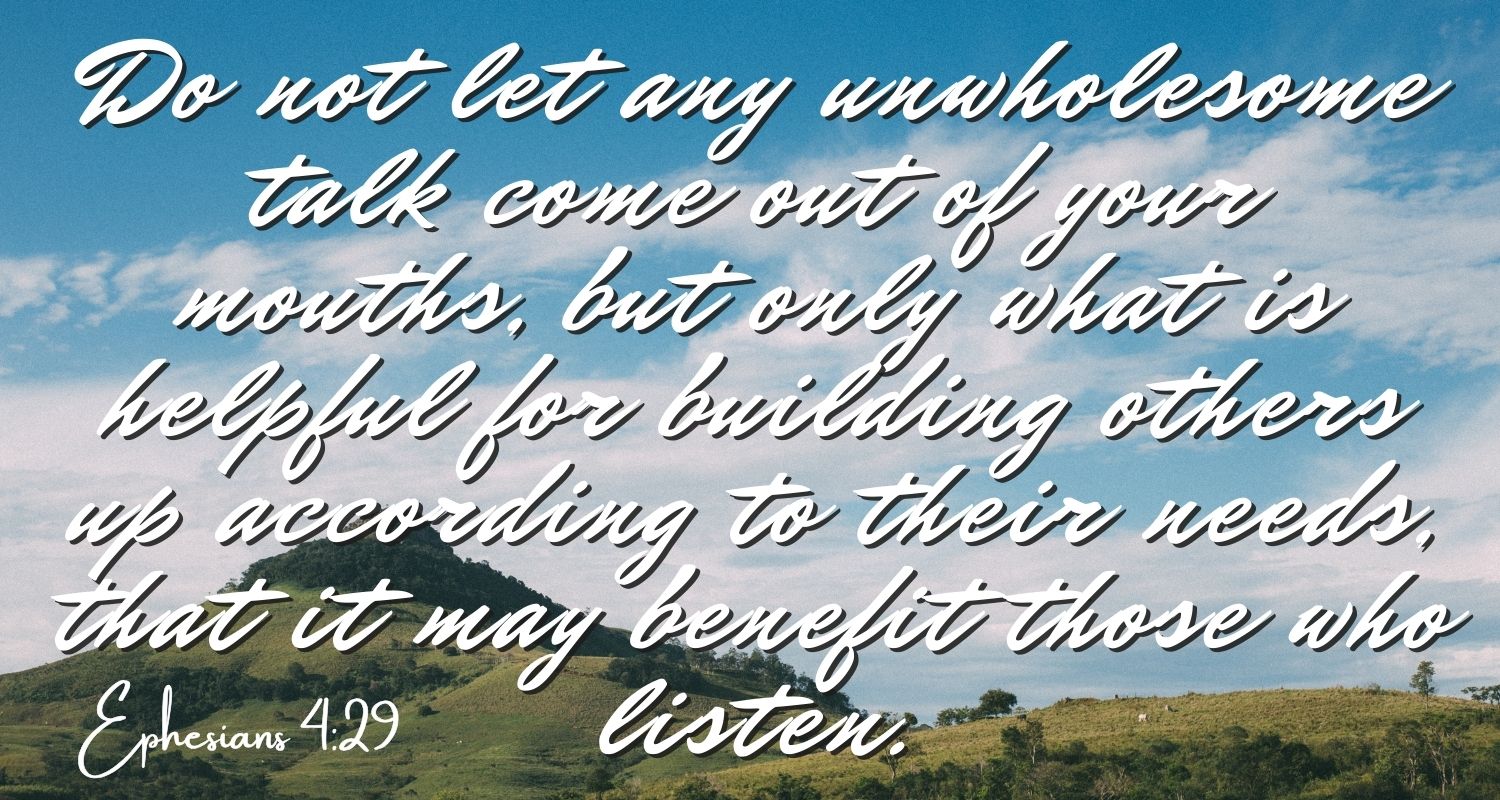 Do not let any unwholesome
talk come out of your
mouths, but only what is
helpful for building others
up according to their needs,
that it may benefit those who
listen.
Ephesians 4:29